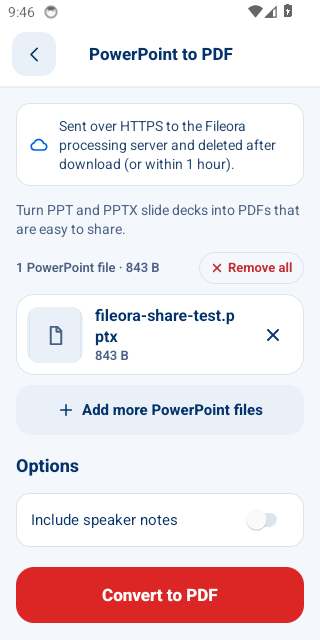 9:46
PowerPoint to PDF
Sent over HTTPS to the Fileora
processing server and deleted after
download (or within 1 hour).
Turn PPT and PPTX slide decks into PDFs that
are easy to share.
1 PowerPoint file · 843 B
Remove all
fileora-share-test.p
ptx
843 B
Add more PowerPoint files
Options
Include speaker notes
Convert to PDF